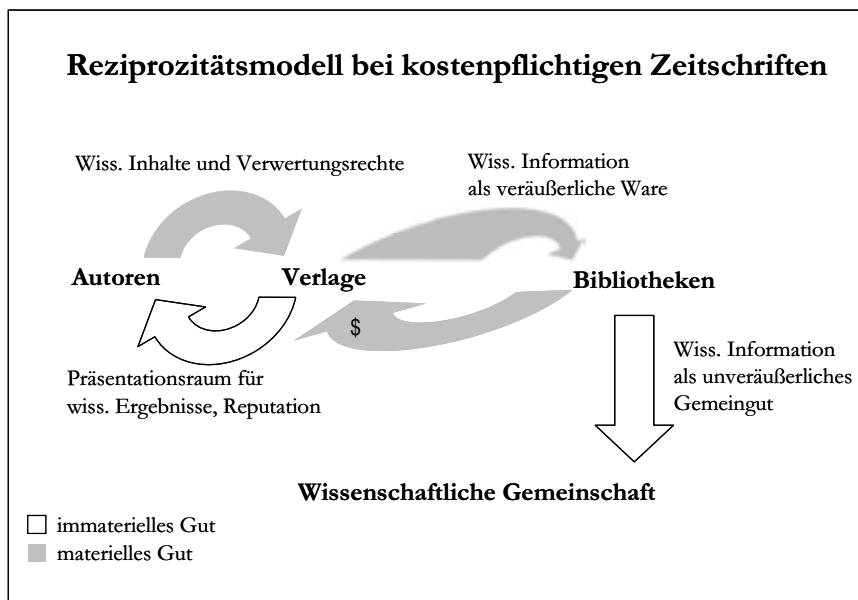 Reziprozitätsmodell bei kostenpflichtigen Zeitschriften
Wiss. Inhalte und Verwertungsrechte
Wiss. Information
als veräußerliche Ware
Autoren
Verlage
Bibliotheken
$
Präsentationsraum für
wiss. Ergebnisse, Reputation
Wiss. Information
als unveräußerliches
Gemeingut
Wissenschaftliche Gemeinschaft
immaterielles Gut
materielles Gut